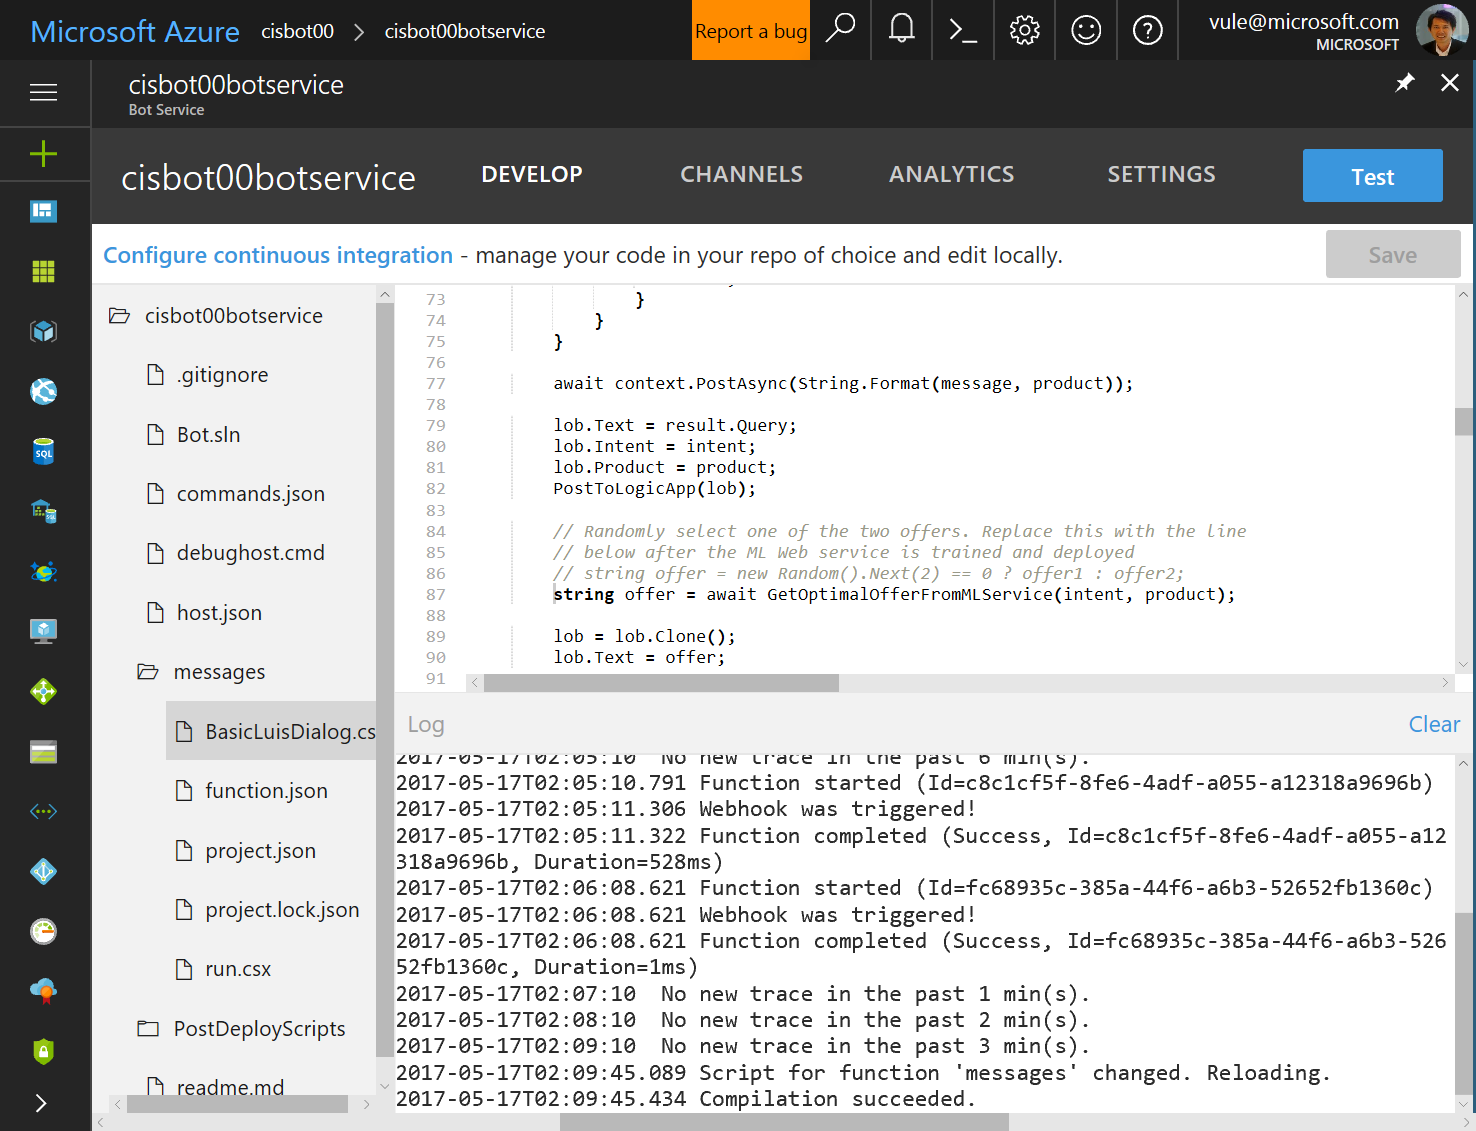 Microsoft Azure cisbot00 > cisbot00botservice
Report a bug
vule@microsoft.com
MICROSOFT
cisbot00botservice
Bot Service
cisbot00botservice
DEVELOP
CHANNELS
ANALYTICS
SETTINGS
Test
Configure continuous integration - manage your code in your repo of choice and edit locally.
Save
cisbot00botservice
.gitignore
Bot.sln
commands.json
debughost.cmd
host.json
messages
BasicLuisDialog.cs
function.json
project.json
project.lock.json
run.csx
PostDeployScripts
readme.md
73 }
74 }
75 }
76
77 await context.PostAsync(String.Format(message, product));
78
79 lob.Text = result.Query;
80 lob.Intent = intent;
81 lob.Product = product;
82 PostToLogicApp(lob);
83
84 // Randomly select one of the two offers. Replace this with the line
85 // below after the ML Web service is trained and deployed
86 // string offer = new Random().Next(2) == 0 ? offer1 : offer2;
87 string offer = await GetOptimalOfferFromMLService(intent, product);
88
89 lob = lob.Clone();
90 lob.Text = offer;
91
Log
Clear
2017-05-17T02:05:10 No new trace in the past 6 min(s).
2017-05-17T02:05:10.791 Function started (Id=c8c1cf5f-8fe6-4adf-a055-a12318a9696b)
2017-05-17T02:05:11.306 Webhook was triggered!
2017-05-17T02:05:11.322 Function completed (Success, Id=c8c1cf5f-8fe6-4adf-a055-a12
318a9696b, Duration=528ms)
2017-05-17T02:06:08.621 Function started (Id=fc68935c-385a-44f6-a6b3-52652fb1360c)
2017-05-17T02:06:08.621 Webhook was triggered!
2017-05-17T02:06:08.621 Function completed (Success, Id=fc68935c-385a-44f6-a6b3-526
52fb1360c, Duration=1ms)
2017-05-17T02:07:10 No new trace in the past 1 min(s).
2017-05-17T02:08:10 No new trace in the past 2 min(s).
2017-05-17T02:09:10 No new trace in the past 3 min(s).
2017-05-17T02:09:45.089 Script for function 'messages' changed. Reloading.
2017-05-17T02:09:45.434 Compilation succeeded.